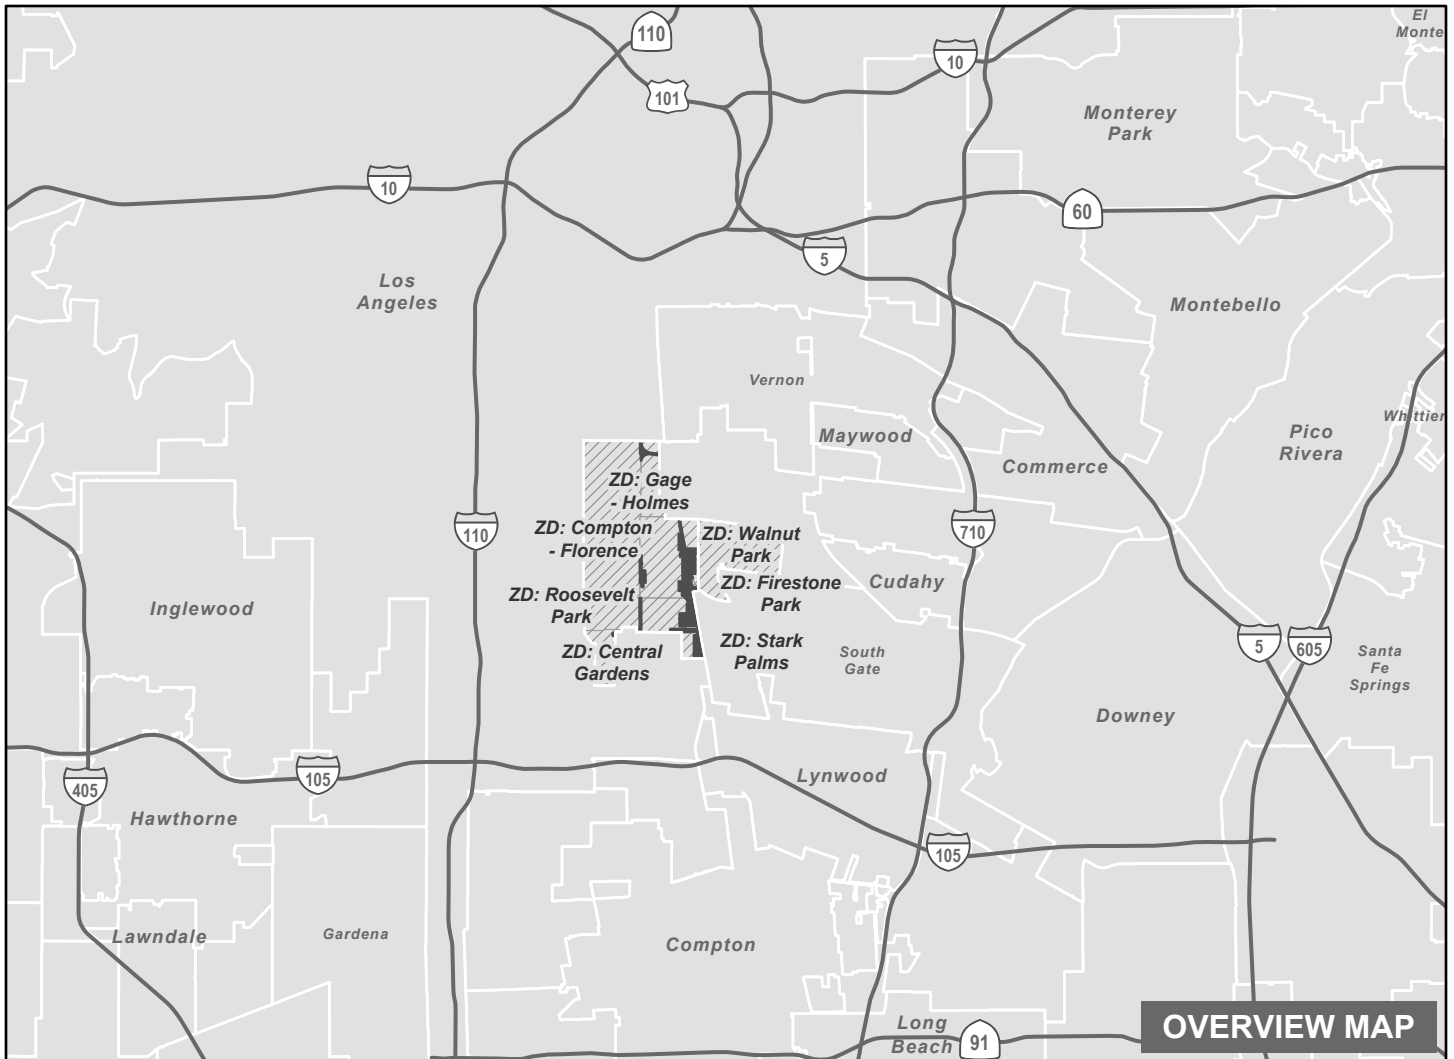 El
Monte
110
10
101
Monterey
Park
10
60
5
Los
Angeles
Montebello
Vernon
Whittier
Maywood
Pico
Rivera
Commerce
ZD: Gage
- Holmes
110
ZD: Compton
- Florence
ZD: Walnut
Park
710
Cudahy
ZD: Firestone
Park
Inglewood
ZD: Roosevelt
Park
ZD: Stark
Palms
5
605
ZD: Central
Gardens
South
Gate
Santa
Fe
Springs
Downey
405
105
Lynwood
Hawthorne
105
Lawndale
Gardena
Compton
Long
Beach
91
OVERVIEW MAP